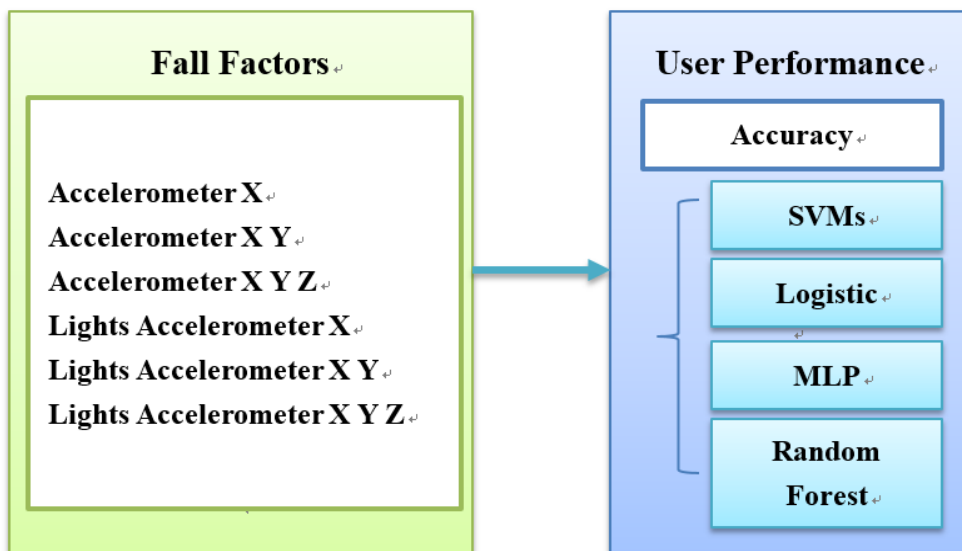 Fall Factors
Accelerometer X
Accelerometer X Y
Accelerometer X Y Z
Lights Accelerometer X
Lights Accelerometer X Y
Lights Accelerometer X Y Z
User Performance
Accuracy
SVMs
Logistic
MLP
Random
Forest